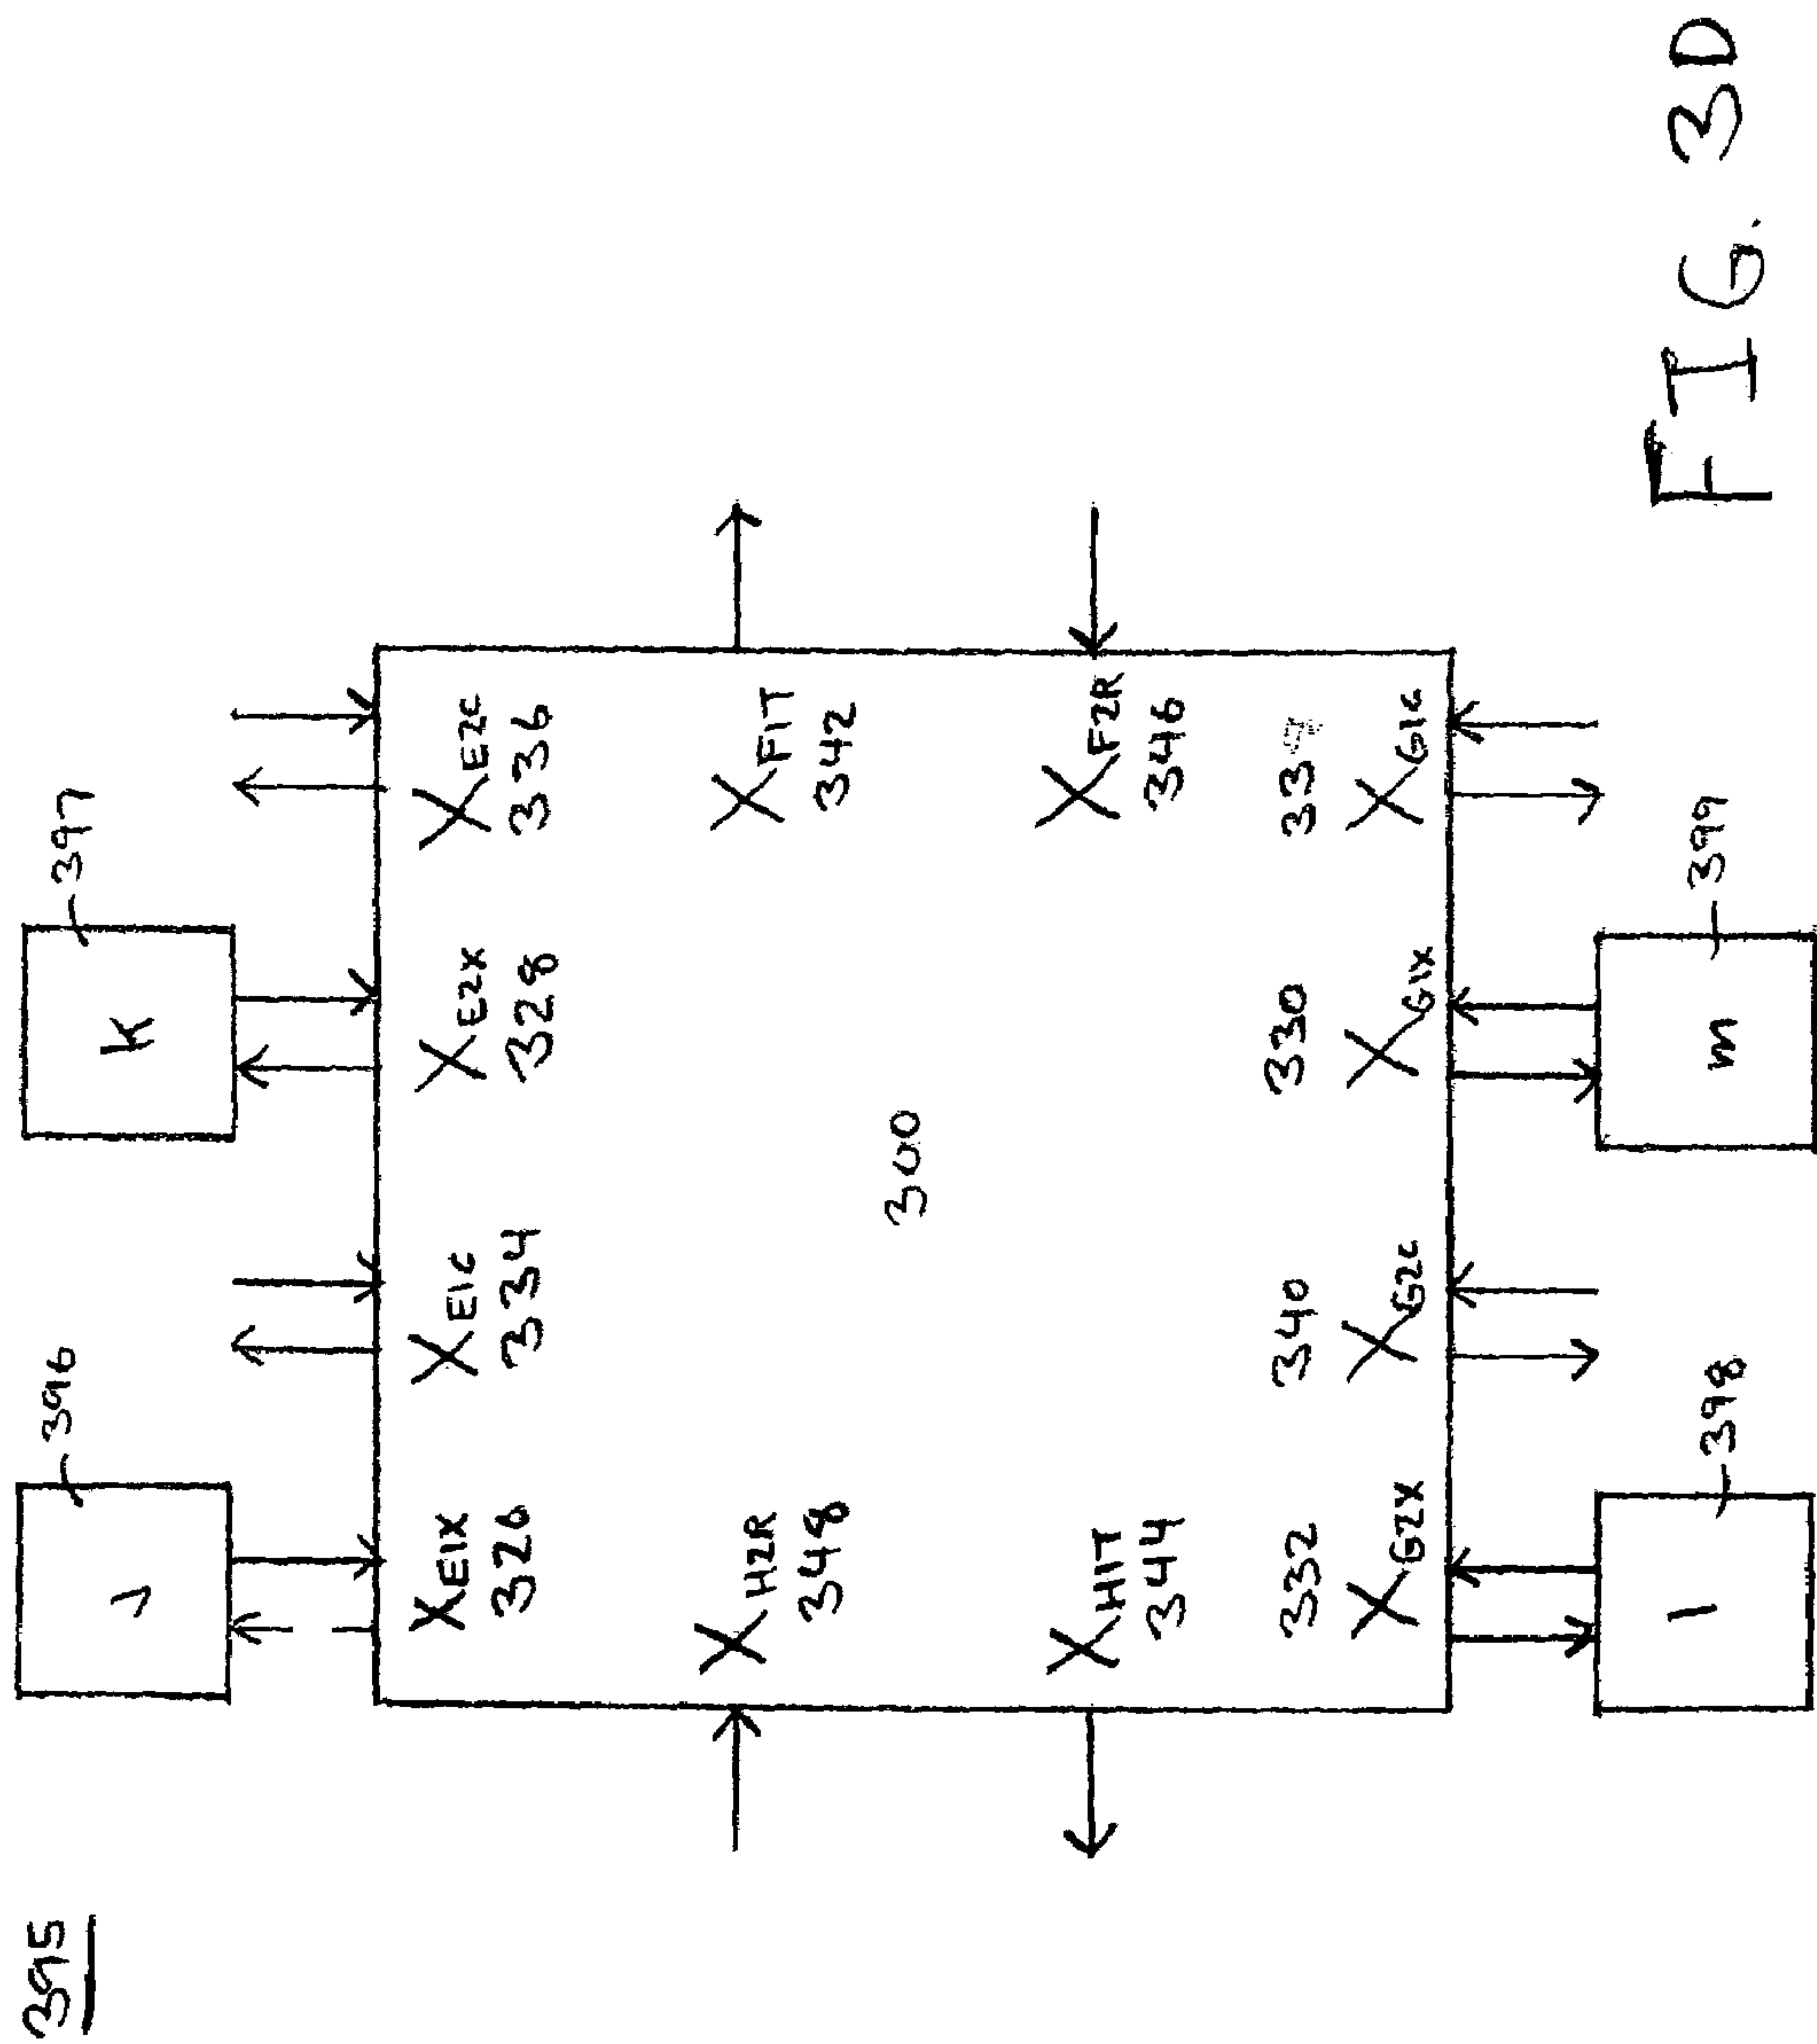 395
396
397
J
K
XE1X
XE1C
XE2X
XE2C
326
334
328
336
XH2R
XF1T
348
342
300
XH1T
XF2R
344
346
332
340
330
XG2X
XG2C
XG1X
XG1C
l
398
m
399
FIG. 3D